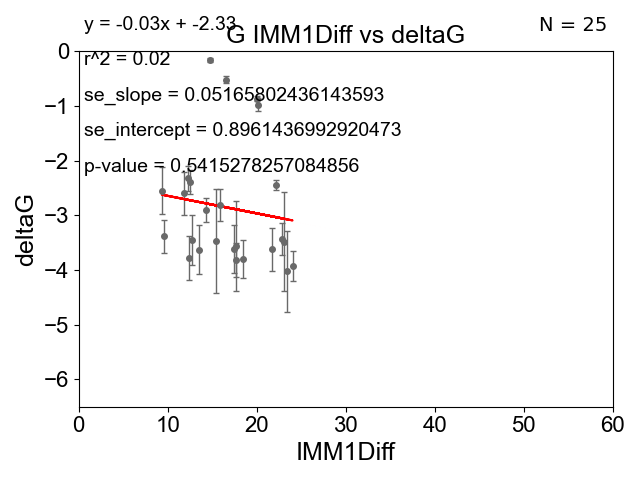 y = -0.03x + -2.33
N = 25
G IMM1Diff vs deltaG
r^2 = 0.02
se_slope = 0.05165802436143593
se_intercept = 0.8961436992920473
p-value = 0.5415278257084856
0
−1
−2
−3
−4
−5
−6
deltaG
0 10 20 30 40 50 60
IMM1Diff